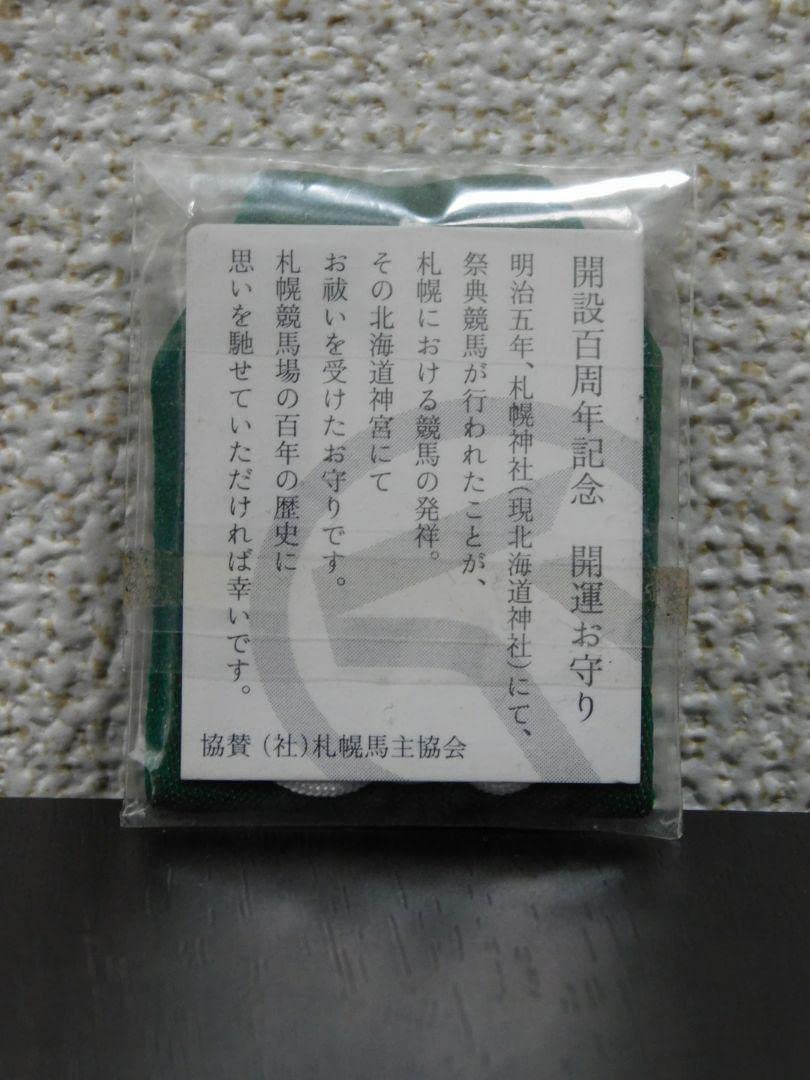 開設百周年記念　開運お守り
明治五年、札幌神社（現北海道神社）にて、
祭典競馬が行われたことが、
札幌における競馬の発祥。
その北海道神宮にて
お祓いを受けたお守りです。
札幌競馬場の百年の歴史に
思いを馳せていただければ幸いです。
協賛（社）札幌馬主協会